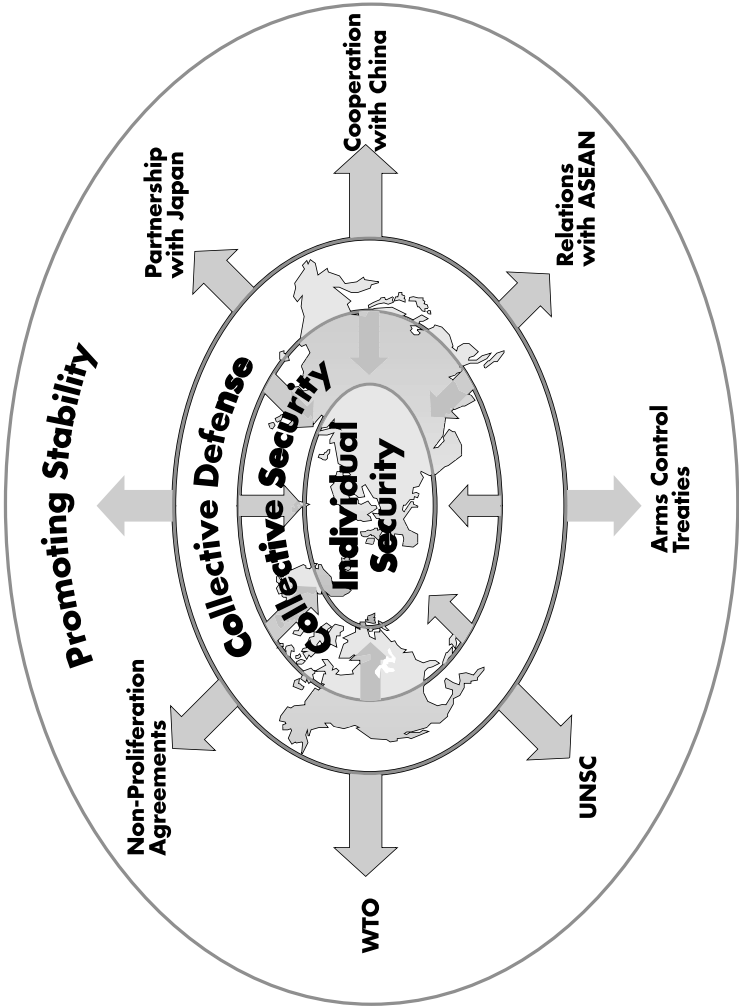 Promoting Stability
Collective Defense
Collective Security
Individual
Security
Non-Proliferation
Agreements
Partnership
with Japan
WTO
Cooperation
with China
UNSC
Relations
with ASEAN
Arms Control
Treaties